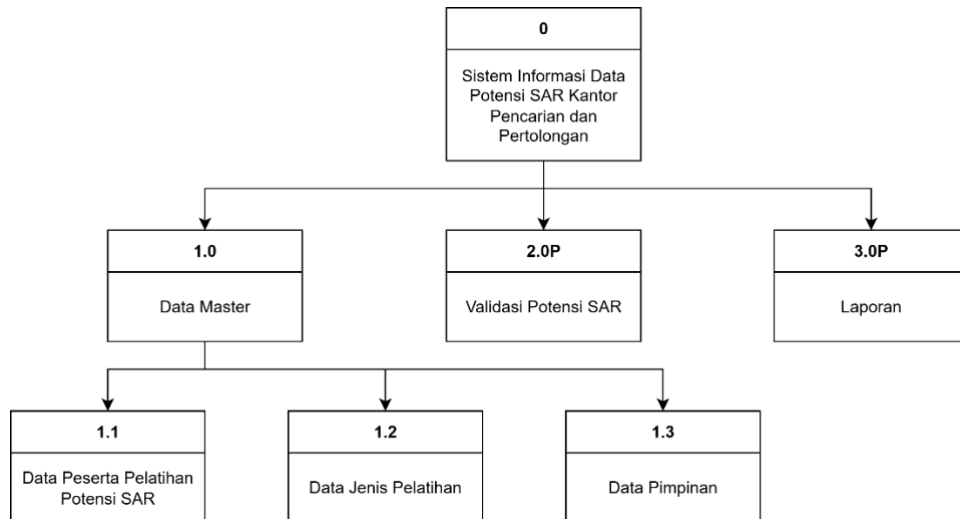 0
Sistem Informasi Data
Potensi SAR Kantor
Pencarian dan
Pertolongan
1.0
Data Master
2.0P
Validasi Potensi SAR
3.0P
Laporan
1.1
Data Peserta Pelatihan
Potensi SAR
1.2
Data Jenis Pelatihan
1.3
Data Pimpinan